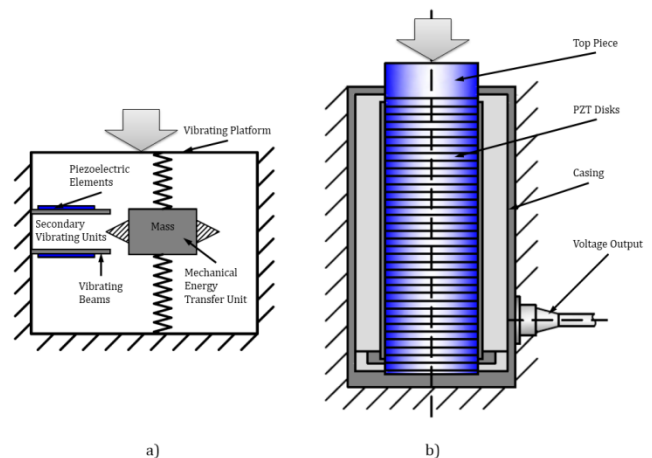 Vibrating Platform
Piezoelectric
Elements
Secondary
Vibrating Units
Mass
Vibrating
Beams
Mechanical
Energy
Transfer Unit
a)
Top Piece
PZT Disks
Casing
Voltage Output
b)